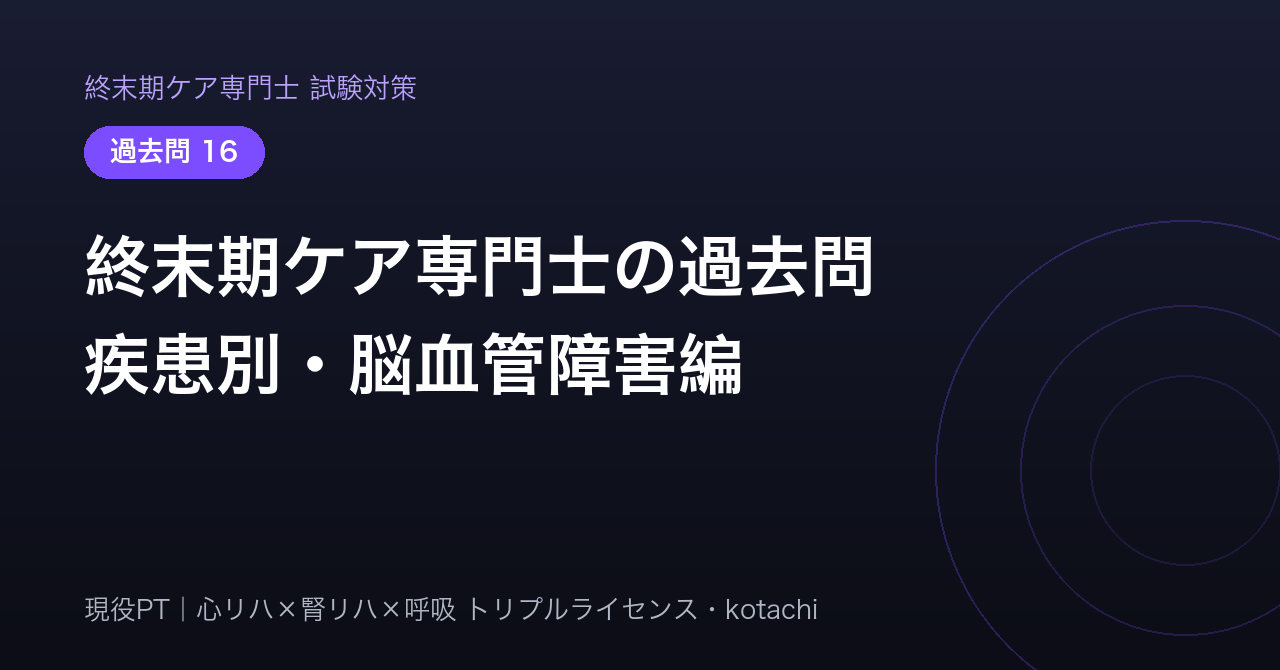 終末期ケア専門士 試験対策
過去問 16
終末期ケア専門士の過去問
疾患別・脳血管障害編
現役PT｜心リハ×腎リハ×呼吸 トリプルライセンス・kotachi